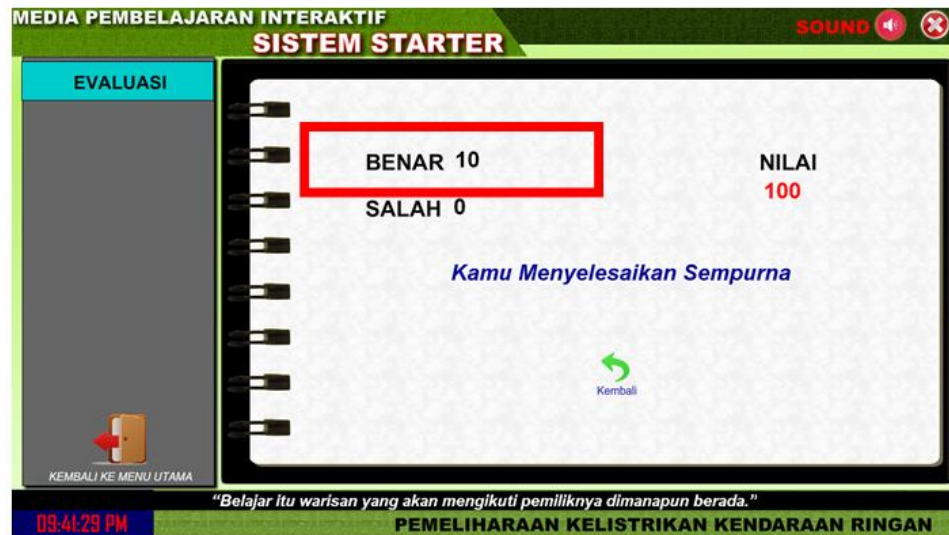 MEDIA PEMBELAJARAN INTERAKTIF
SISTEM STARTER
SOUND
EVALUASI
BENAR 10
NILAI
100
SALAH 0
Kamu Menyelesaikan Sempurna
Kembali
KEMBALI KE MENU UTAMA
“Belajar itu warisan yang akan mengikuti pemiliknya dimanapun berada.”
09:41:29 PM
PEMELIHARAAN KELISTRIKAN KENDARAAN RINGAN